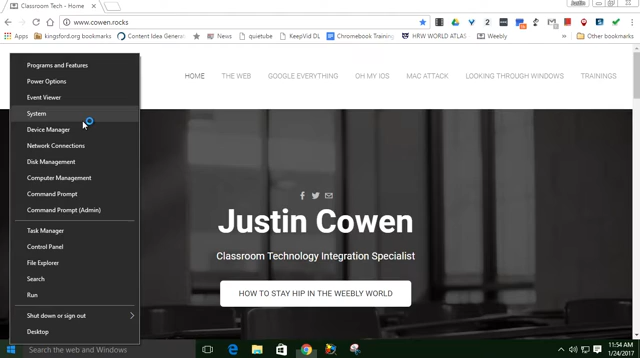 Classroom Tech - Home
Justin
www.cowen.rocks
kingsford.org bookmarks
Content Idea Generator
News
quietube
KeepVid DL
Chromebook Training
HRW WORLD ATLAS
Weebly
»
Other bookmarks
Programs and Features
Power Options
Event Viewer
System
Device Manager
Network Connections
Disk Management
Computer Management
Command Prompt
Command Prompt (Admin)
Task Manager
Control Panel
File Explorer
Search
Run
Shut down or sign out
Desktop
HOME
THE WEB
GOOGLE EVERYTHING
OH MY IOS
MAC ATTACK
LOOKING THROUGH WINDOWS
TRAININGS
Justin Cowen
Classroom Technology Integration Specialist
HOW TO STAY HIP IN THE WEEBLY WORLD
Search the web and Windows
11:54 AM
1/24/2017